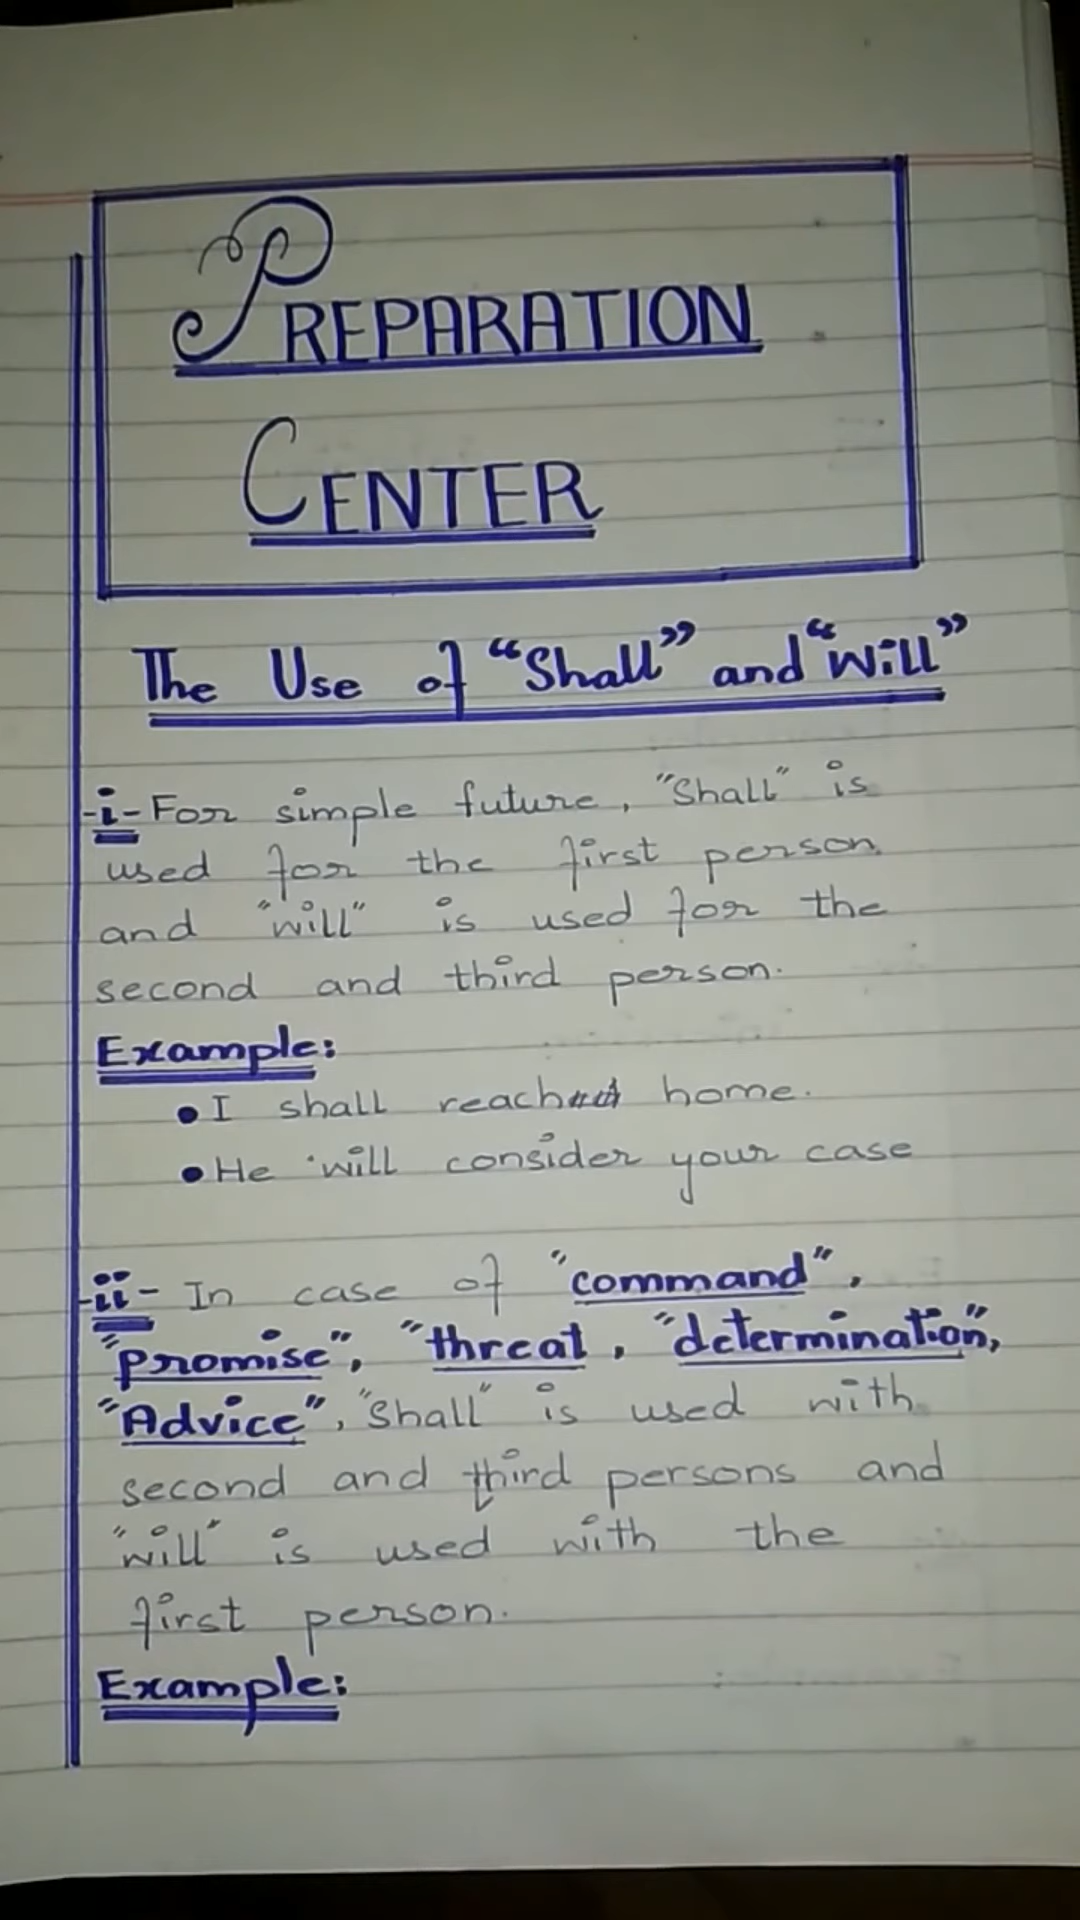 PREPARATION
CENTER
The Use of “Shall” and “will”
-i- For simple future, "Shall" is
used for the first person
and "will" is used for the
second and third person.
Example:
• I shall reach home.
• He will consider your case
-ii- In case of "command",
"promise", "threat, "determination",
"Advice", "Shall" is used with
second and third persons and
"will" is used with the
first person.
Example: